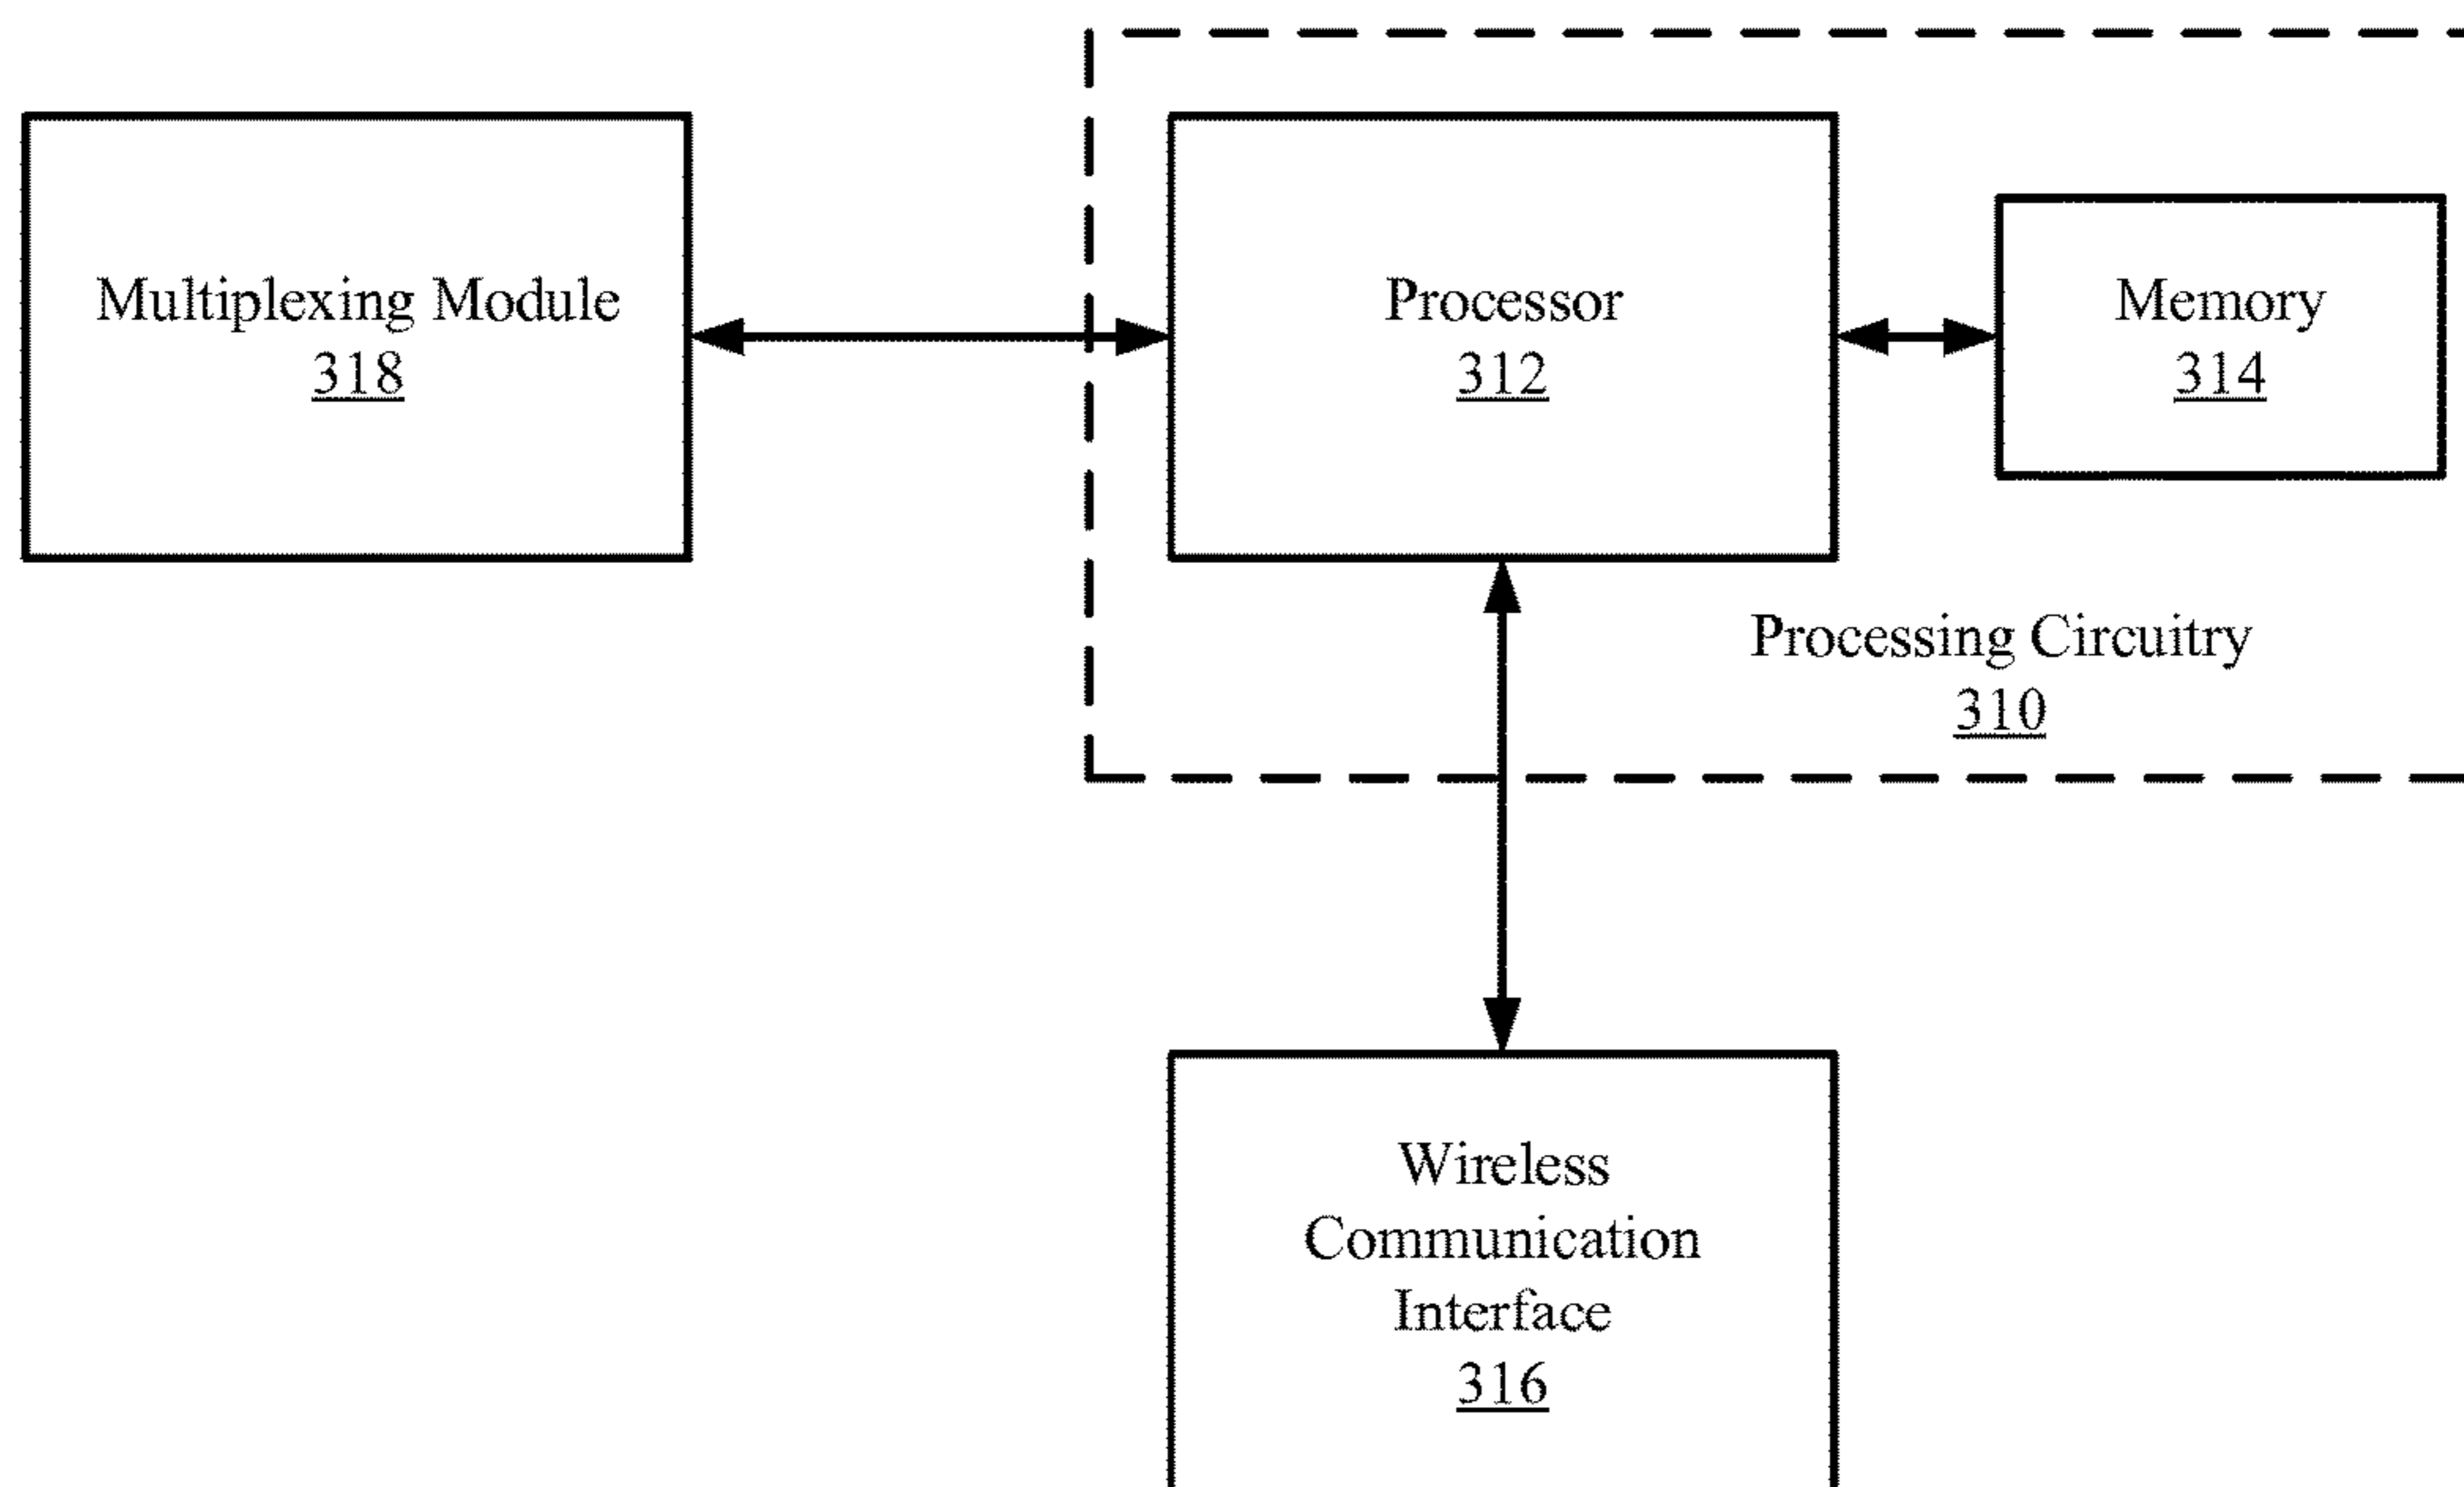 Multiplexing Module
318
Processor
312
Memory
314
Processing Circuitry
310
Wireless
Communication
Interface
316